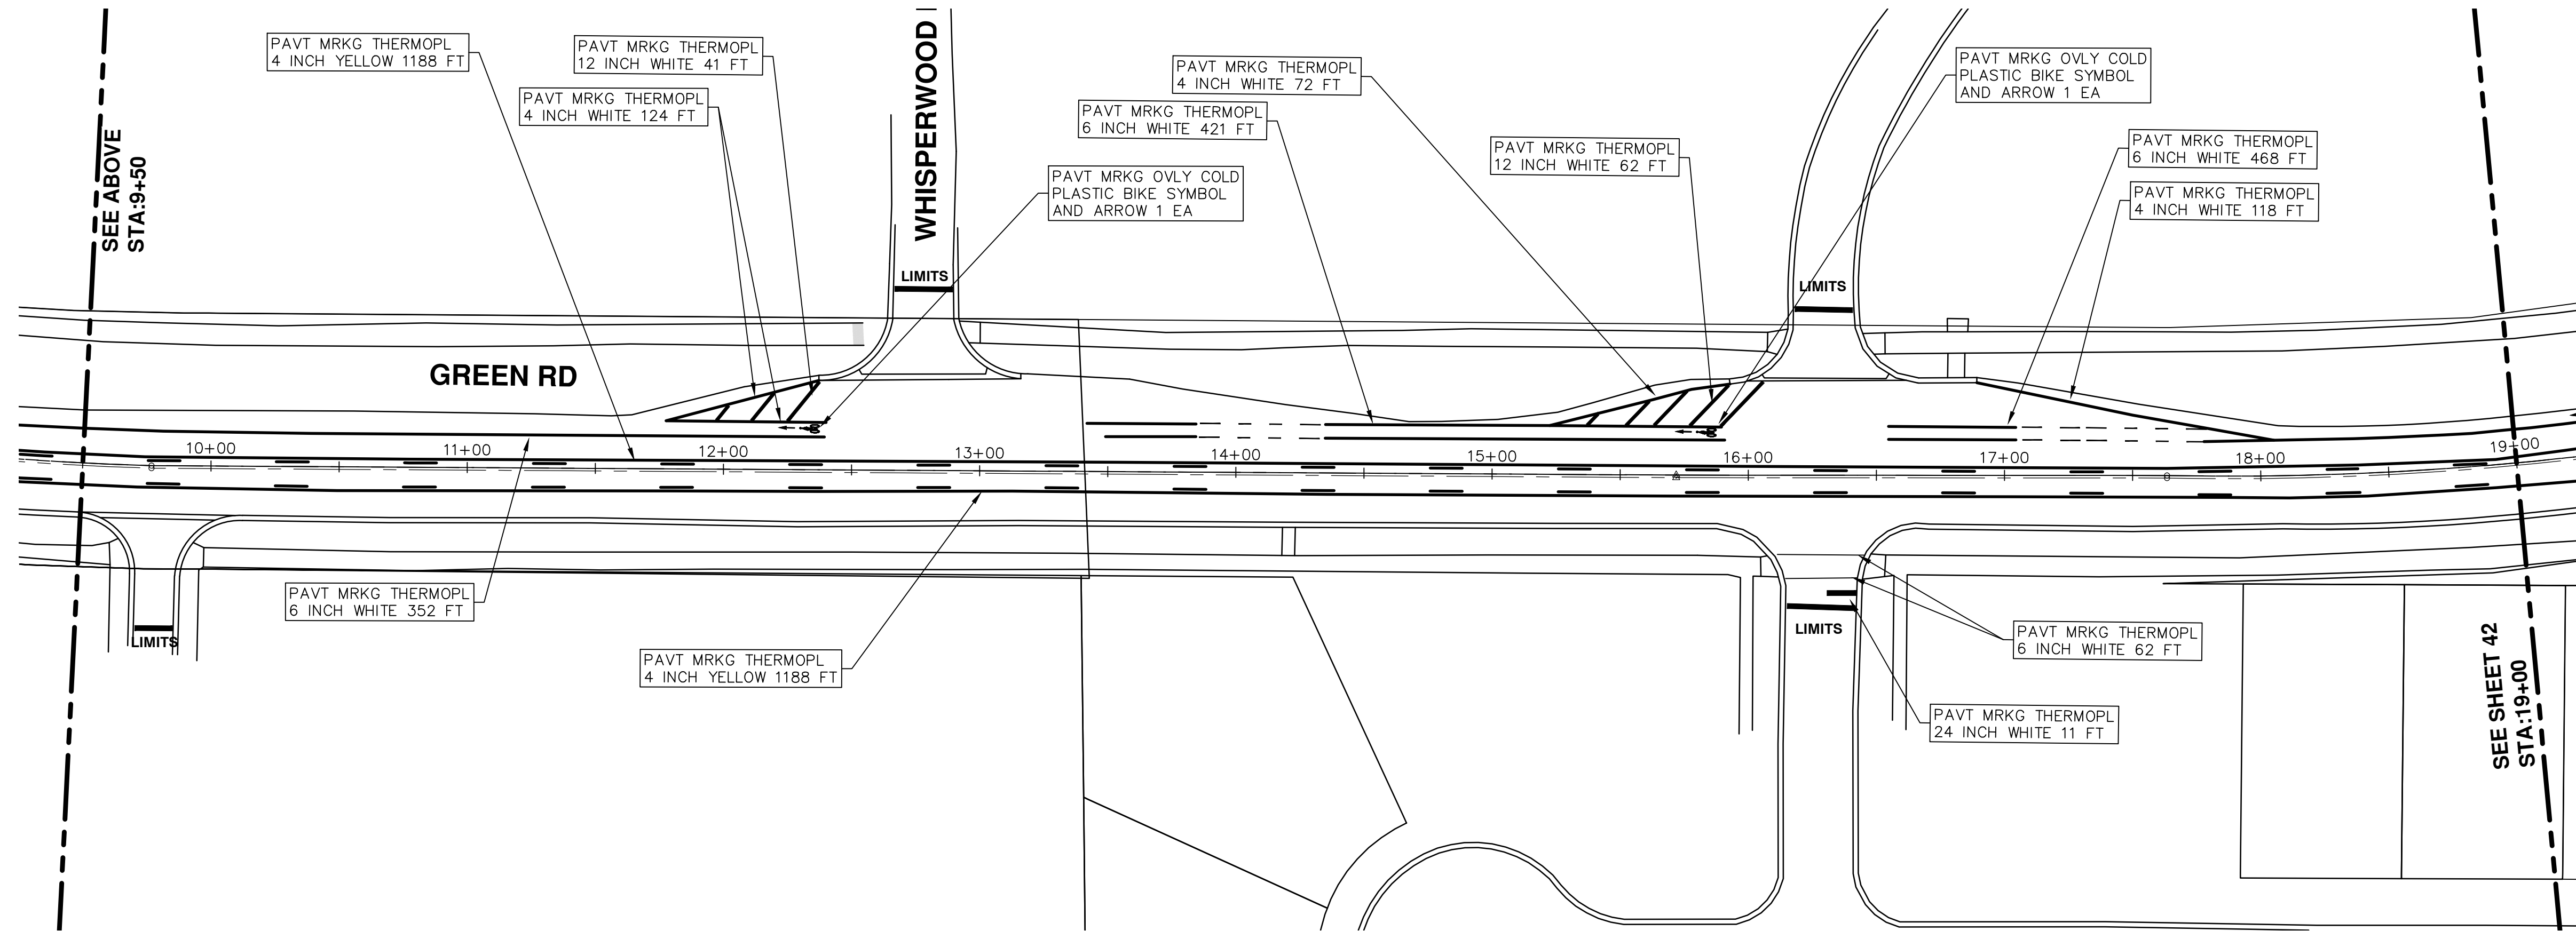 PAVT MRKG THERMOPL
4 INCH YELLOW 1188 FT
PAVT MRKG THERMOPL
12 INCH WHITE 41 FT
PAVT MRKG THERMOPL
4 INCH WHITE 124 FT
WHISPERWOOD
PAVT MRKG THERMOPL
4 INCH WHITE 72 FT
PAVT MRKG THERMOPL
6 INCH WHITE 421 FT
PAVT MRKG OVLY COLD
PLASTIC BIKE SYMBOL
AND ARROW 1 EA
PAVT MRKG THERMOPL
12 INCH WHITE 62 FT
PAVT MRKG OVLY COLD
PLASTIC BIKE SYMBOL
AND ARROW 1 EA
PAVT MRKG THERMOPL
6 INCH WHITE 468 FT
PAVT MRKG THERMOPL
4 INCH WHITE 118 FT
SEE ABOVE
STA:9+50
LIMITS
LIMITS
GREEN RD
10+00
11+00
12+00
13+00
14+00
15+00
16+00
17+00
18+00
19+00
PAVT MRKG THERMOPL
6 INCH WHITE 352 FT
LIMITS
PAVT MRKG THERMOPL
4 INCH YELLOW 1188 FT
LIMITS
PAVT MRKG THERMOPL
6 INCH WHITE 62 FT
PAVT MRKG THERMOPL
24 INCH WHITE 11 FT
SEE SHEET 42
STA:19+00